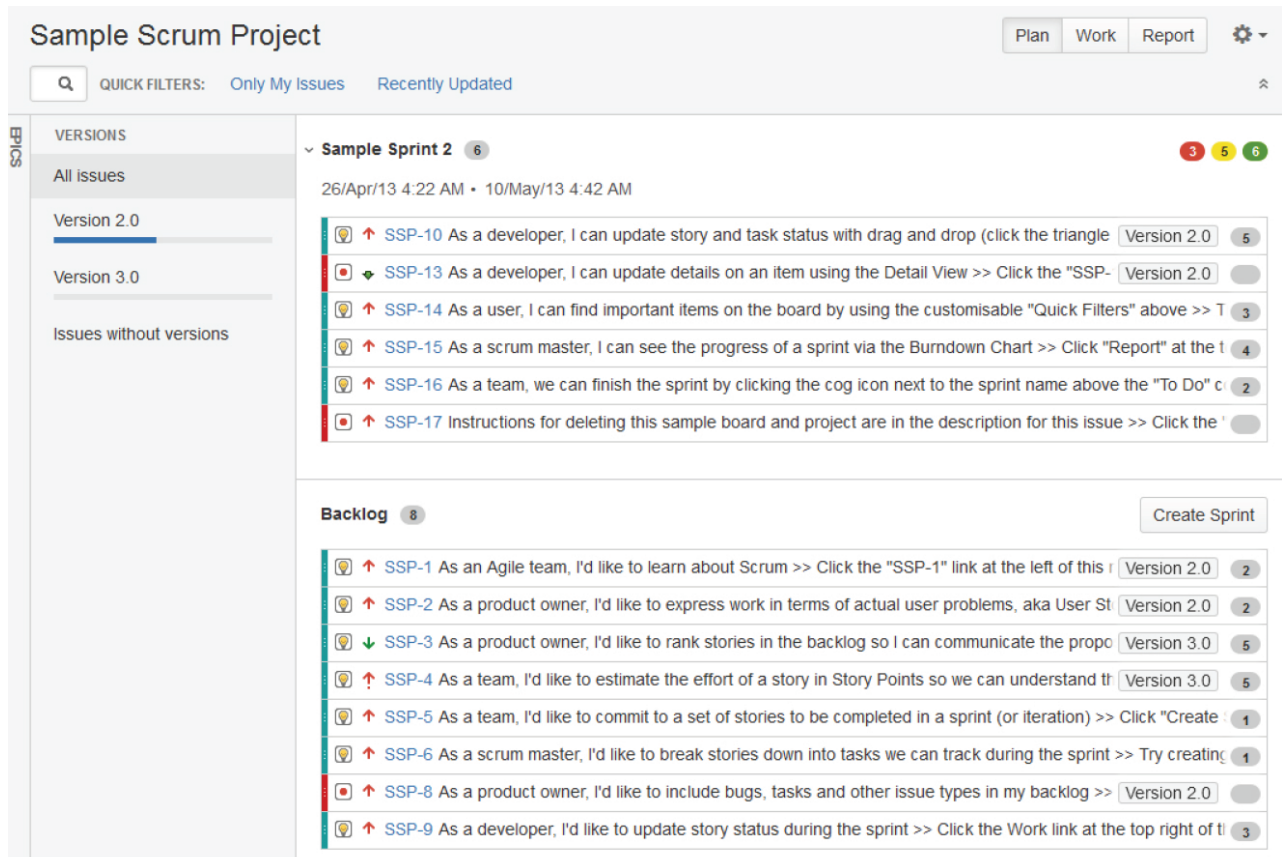 Sample Scrum Project
Plan Work Report
QUICK FILTERS: Only My Issues Recently Updated
EPICS
VERSIONS
All issues
Version 2.0
Version 3.0
Issues without versions
Sample Sprint 2 6
3 5 6
26/Apr/13 4:22 AM • 10/May/13 4:42 AM
SSP-10 As a developer, I can update story and task status with drag and drop (click the triangle Version 2.0 5
SSP-13 As a developer, I can update details on an item using the Detail View >> Click the "SSP- Version 2.0
SSP-14 As a user, I can find important items on the board by using the customisable "Quick Filters" above >> T 3
SSP-15 As a scrum master, I can see the progress of a sprint via the Burndown Chart >> Click "Report" at the t 4
SSP-16 As a team, we can finish the sprint by clicking the cog icon next to the sprint name above the "To Do" c 2
SSP-17 Instructions for deleting this sample board and project are in the description for this issue >> Click the "
Backlog 8
Create Sprint
SSP-1 As an Agile team, I'd like to learn about Scrum >> Click the "SSP-1" link at the left of this Version 2.0 2
SSP-2 As a product owner, I'd like to express work in terms of actual user problems, aka User St Version 2.0 2
SSP-3 As a product owner, I'd like to rank stories in the backlog so I can communicate the propo Version 3.0 5
SSP-4 As a team, I'd like to estimate the effort of a story in Story Points so we can understand th Version 3.0 5
SSP-5 As a team, I'd like to commit to a set of stories to be completed in a sprint (or iteration) >> Click "Create 1
SSP-6 As a scrum master, I'd like to break stories down into tasks we can track during the sprint >> Try creating 1
SSP-8 As a product owner, I'd like to include bugs, tasks and other issue types in my backlog >> Version 2.0
SSP-9 As a developer, I'd like to update story status during the sprint >> Click the Work link at the top right of th 3